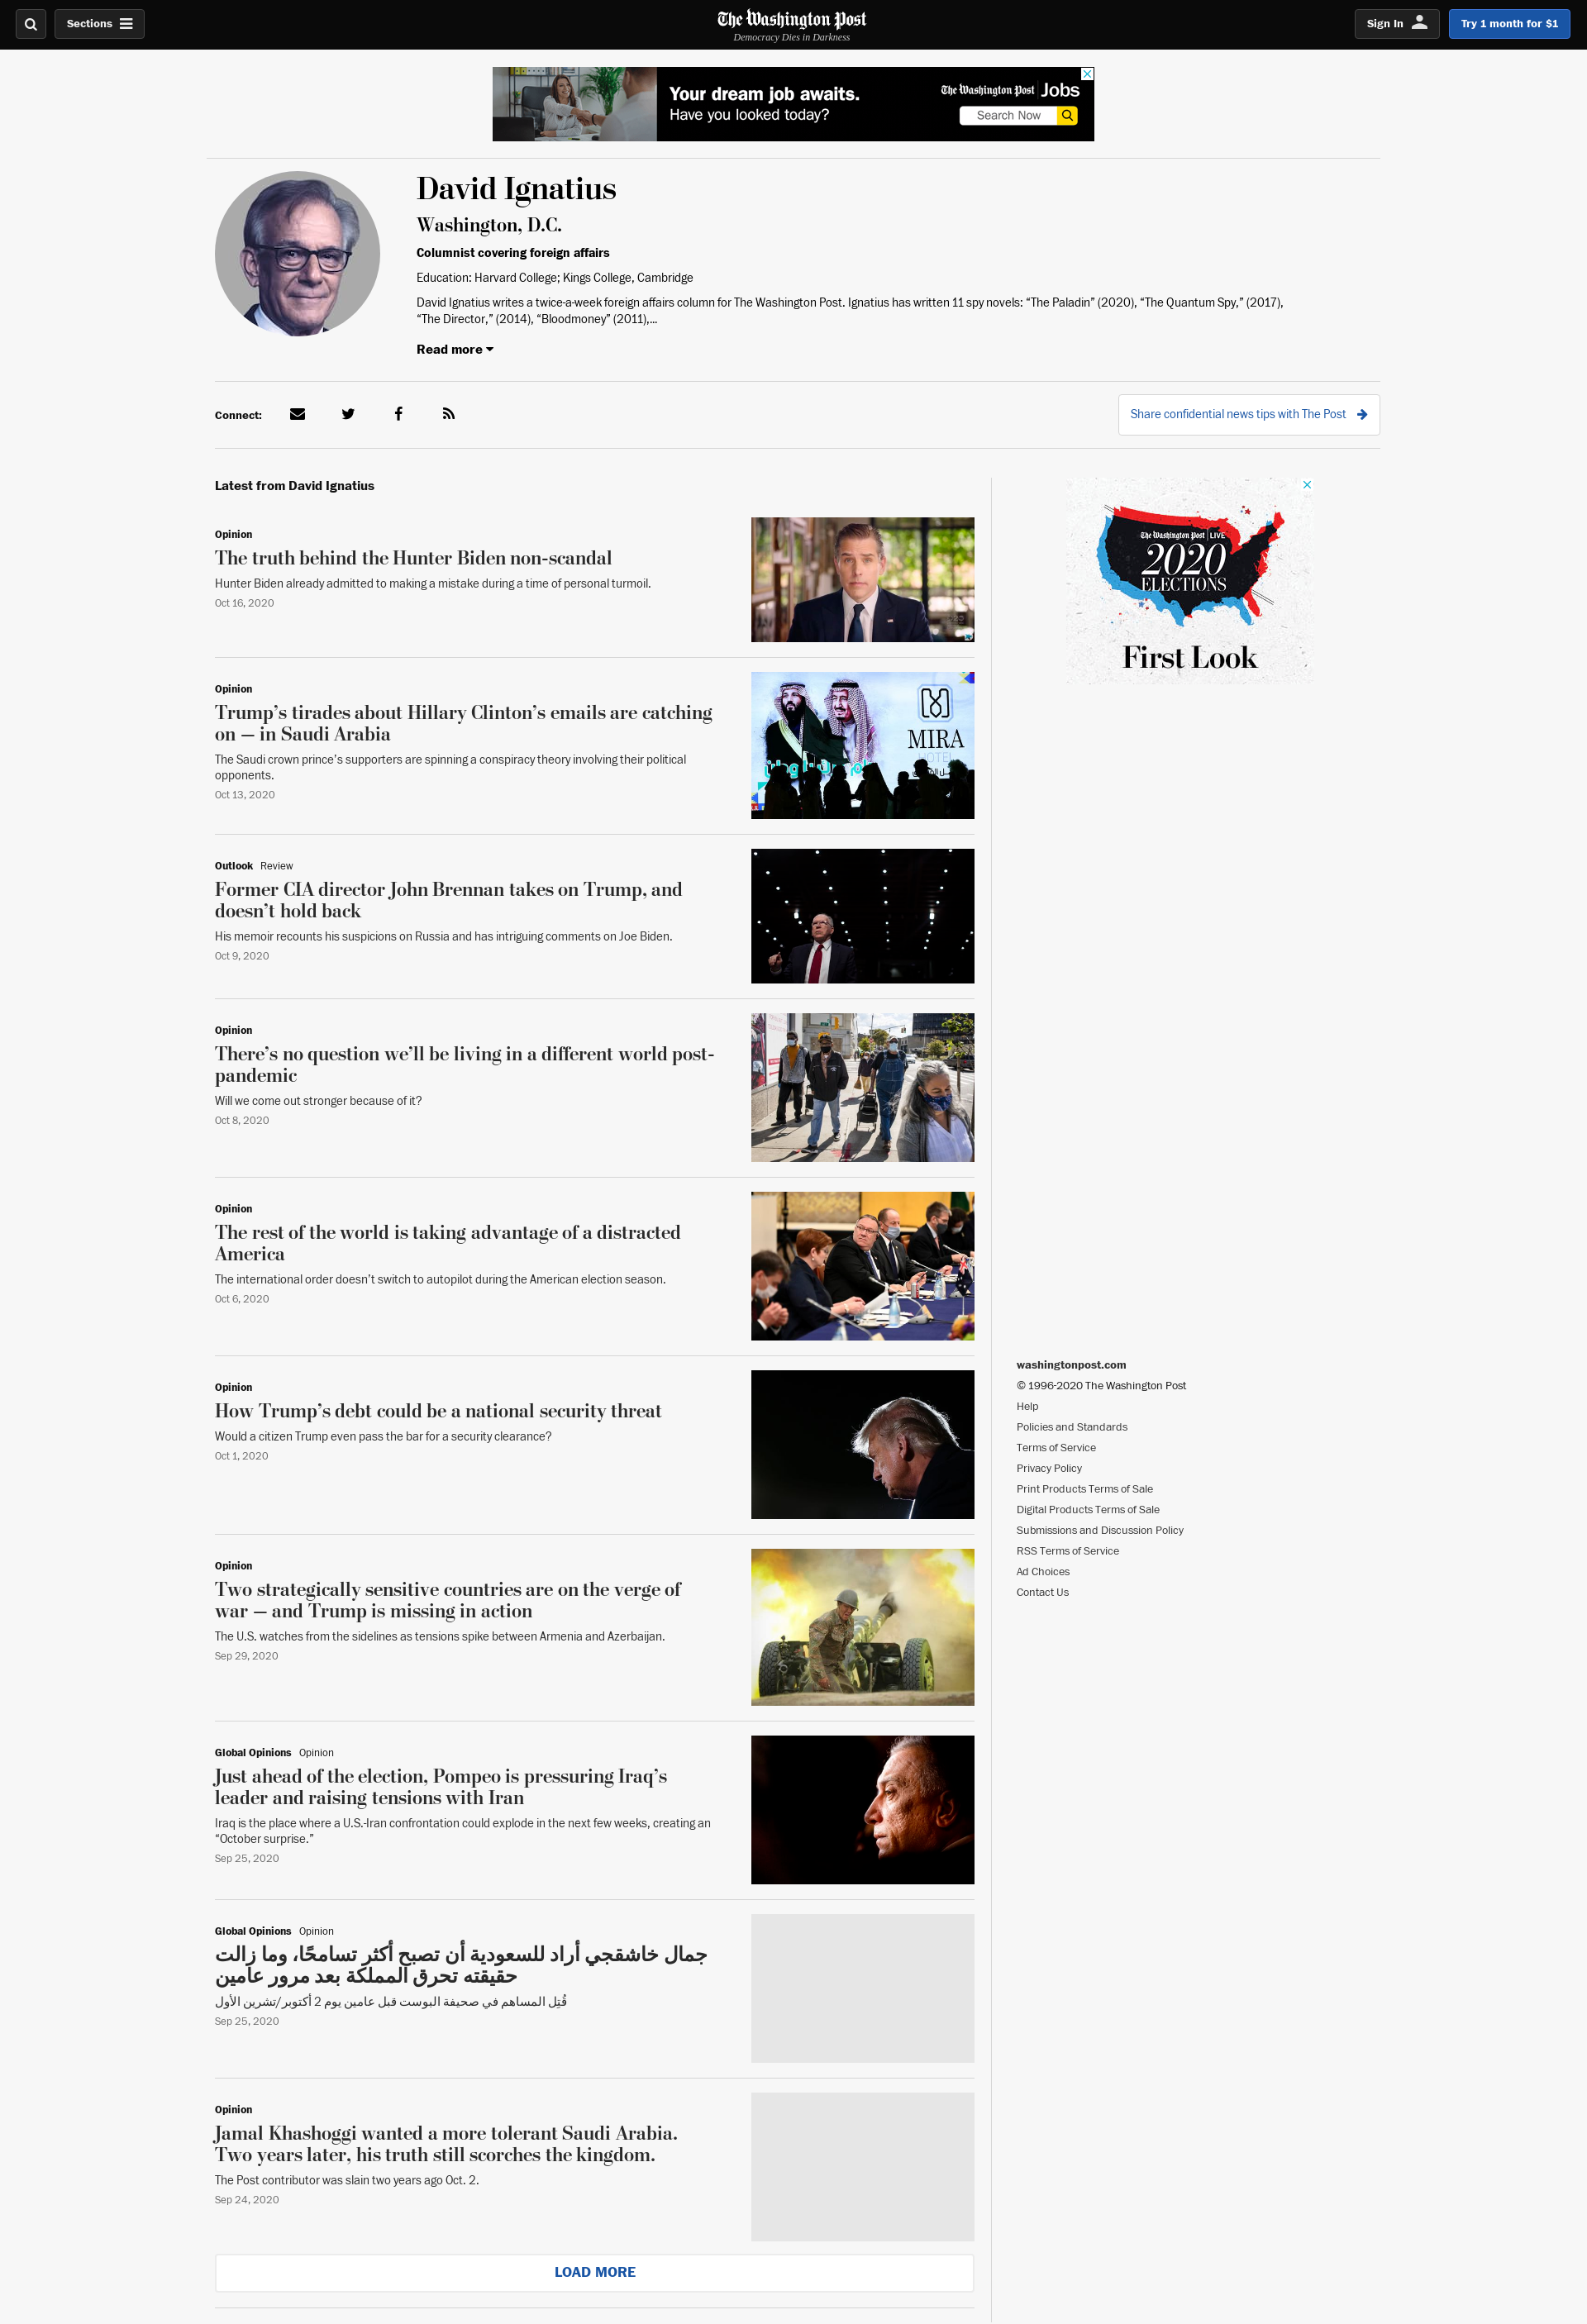 Sections
The Washington Post
Democracy Dies in Darkness
Sign In
Try 1 month for $1
Your dream job awaits.
Have you looked today?
The Washington Post Jobs
Search Now
David Ignatius
Washington, D.C.
Columnist covering foreign affairs
Education: Harvard College; Kings College, Cambridge
David Ignatius writes a twice-a-week foreign affairs column for The Washington Post. Ignatius has written 11 spy novels: “The Paladin” (2020), “The Quantum Spy,” (2017),
“The Director,” (2014), “Bloodmoney” (2011),...
Read more
Connect:
Share confidential news tips with The Post
Latest from David Ignatius
Opinion
The truth behind the Hunter Biden non-scandal
Hunter Biden already admitted to making a mistake during a time of personal turmoil.
Oct 16, 2020
The Washington Post LIVE
2020
ELECTIONS
First Look
Opinion
Trump’s tirades about Hillary Clinton’s emails are catching
on — in Saudi Arabia
The Saudi crown prince’s supporters are spinning a conspiracy theory involving their political
opponents.
Oct 13, 2020
MIRA
HOTEL
Outlook Review
Former CIA director John Brennan takes on Trump, and
doesn’t hold back
His memoir recounts his suspicions on Russia and has intriguing comments on Joe Biden.
Oct 9, 2020
Opinion
There’s no question we’ll be living in a different world post-
pandemic
Will we come out stronger because of it?
Oct 8, 2020
Opinion
The rest of the world is taking advantage of a distracted
America
The international order doesn’t switch to autopilot during the American election season.
Oct 6, 2020
Opinion
How Trump’s debt could be a national security threat
Would a citizen Trump even pass the bar for a security clearance?
Oct 1, 2020
Opinion
Two strategically sensitive countries are on the verge of
war — and Trump is missing in action
The U.S. watches from the sidelines as tensions spike between Armenia and Azerbaijan.
Sep 29, 2020
Global Opinions Opinion
Just ahead of the election, Pompeo is pressuring Iraq’s
leader and raising tensions with Iran
Iraq is the place where a U.S.-Iran confrontation could explode in the next few weeks, creating an
“October surprise.”
Sep 25, 2020
Global Opinions Opinion
جمال خاشقجي أراد للسعودية أن تصبح أكثر تسامحًا، وما زالت
حقيقته تحرق المملكة بعد مرور عامين
قُتِل المساهم في صحيفة البوست قبل عامين يوم 2 أكتوبر/تشرين الأول
Sep 25, 2020
Opinion
Jamal Khashoggi wanted a more tolerant Saudi Arabia.
Two years later, his truth still scorches the kingdom.
The Post contributor was slain two years ago Oct. 2.
Sep 24, 2020
LOAD MORE
washingtonpost.com
© 1996-2020 The Washington Post
Help
Policies and Standards
Terms of Service
Privacy Policy
Print Products Terms of Sale
Digital Products Terms of Sale
Submissions and Discussion Policy
RSS Terms of Service
Ad Choices
Contact Us